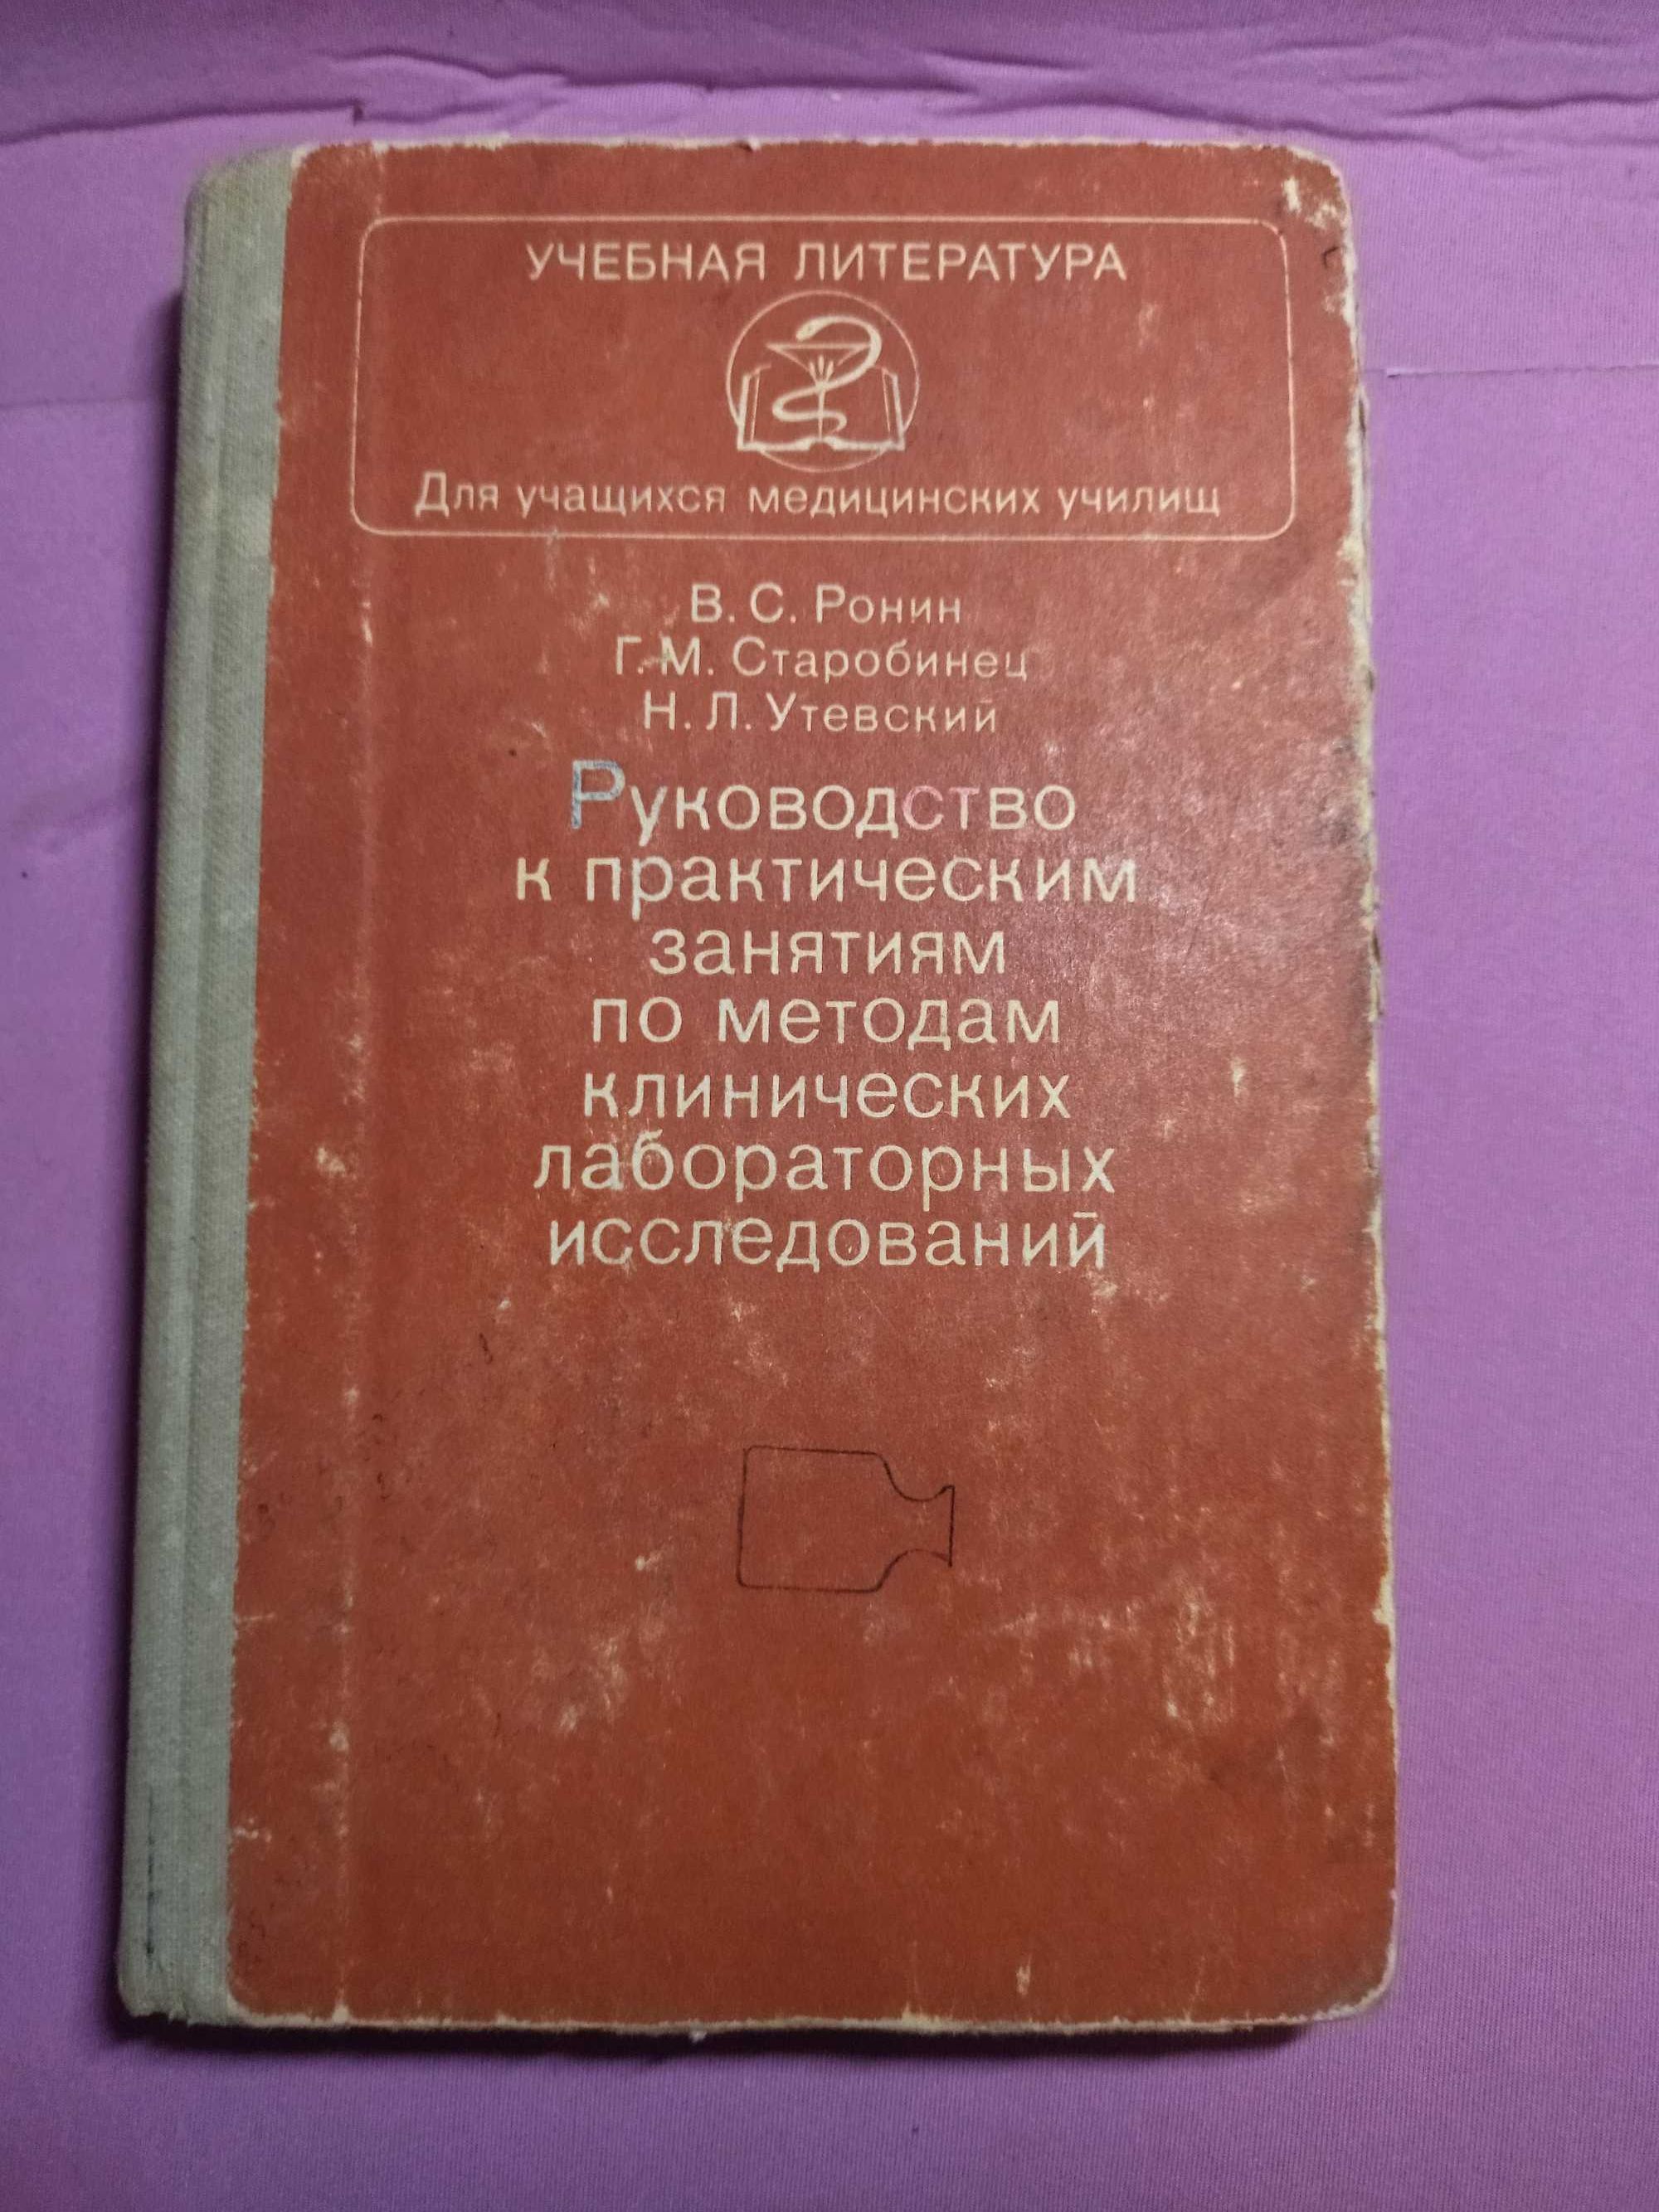 УЧЕБНАЯ ЛИТЕРАТУРА
Для учащихся медицинских училищ
В. С. Ронин
Г. М. Старобинец
Н. Л. Утевский
Руководство
к практическим
занятиям
по методам
клинических
лабораторных
исследований